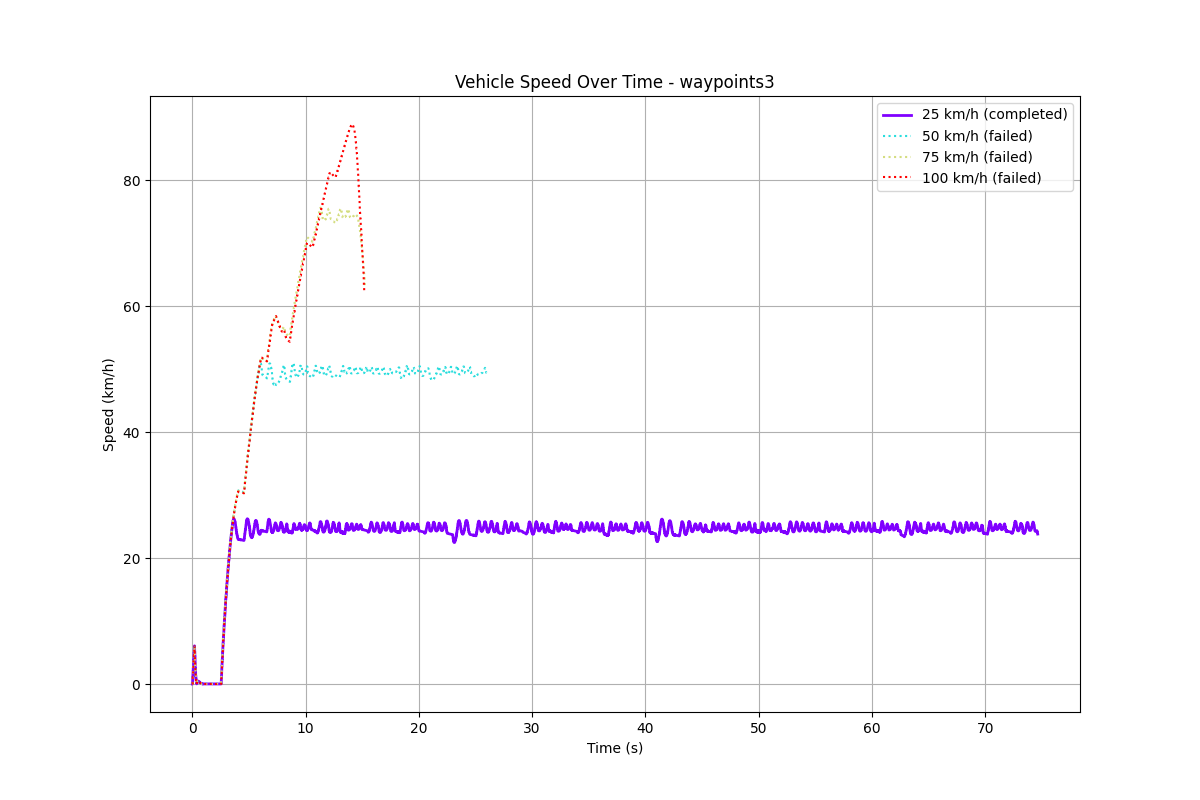 Vehicle Speed Over Time - waypoints3
25 km/h (completed)
50 km/h (failed)
75 km/h (failed)
100 km/h (failed)
Speed (km/h)
80
60
40
20
0
0 10 20 30 40 50 60 70
Time (s)